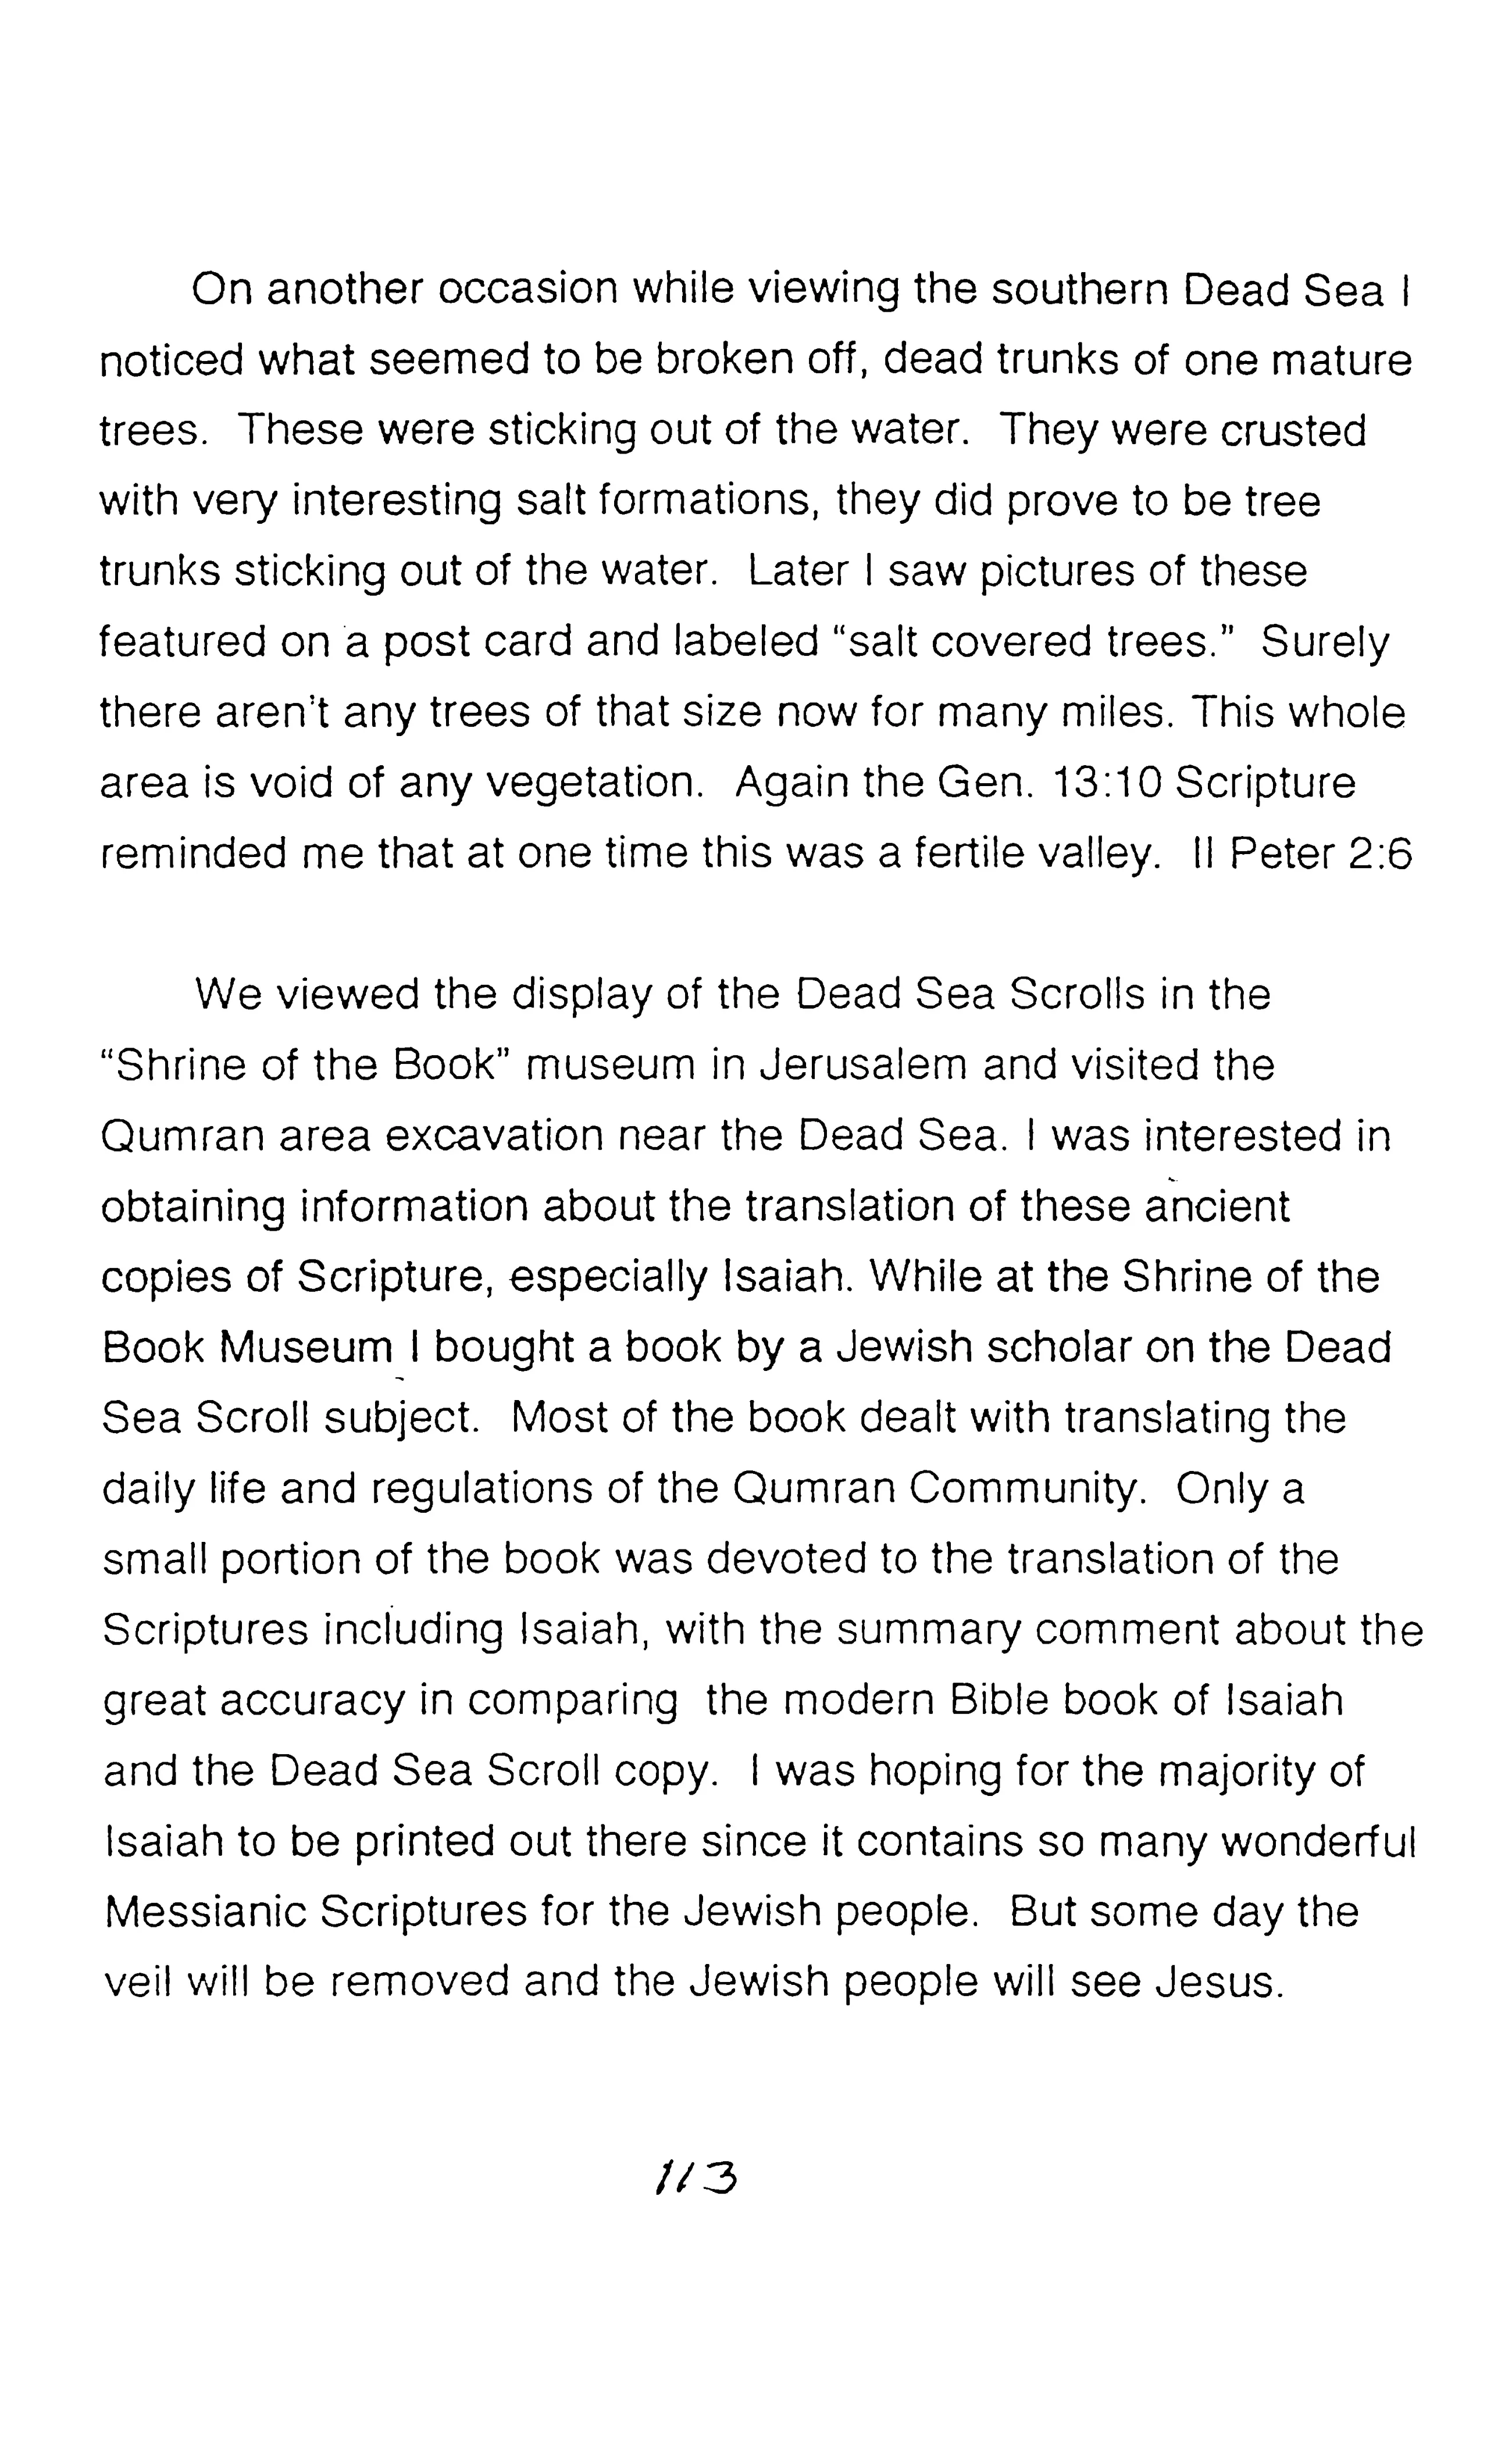 On another occasion while viewing the southern Dead Sea I
noticed what seemed to be broken off, dead trunks of one mature
trees. These were sticking out of the water. They were crusted
with very interesting salt formations, they did prove to be tree
trunks sticking out of the water. Later I saw pictures of these
featured on a post card and labeled “salt covered trees.” Surely
there aren't any trees of that size now for many miles. This whole
area is void of any vegetation. Again the Gen. 13:10 Scripture
reminded me that at one time this was a fertile valley. II Peter 2:6
We viewed the display of the Dead Sea Scrolls in the
“Shrine of the Book” museum in Jerusalem and visited the
Qumran area excavation near the Dead Sea. I was interested in
obtaining information about the translation of these ancient
copies of Scripture, especially Isaiah. While at the Shrine of the
Book Museum I bought a book by a Jewish scholar on the Dead
Sea Scroll subject. Most of the book dealt with translating the
daily life and regulations of the Qumran Community. Only a
small portion of the book was devoted to the translation of the
Scriptures including Isaiah, with the summary comment about the
great accuracy in comparing the modern Bible book of Isaiah
and the Dead Sea Scroll copy. I was hoping for the majority of
Isaiah to be printed out there since it contains so many wonderful
Messianic Scriptures for the Jewish people. But some day the
veil will be removed and the Jewish people will see Jesus.
113